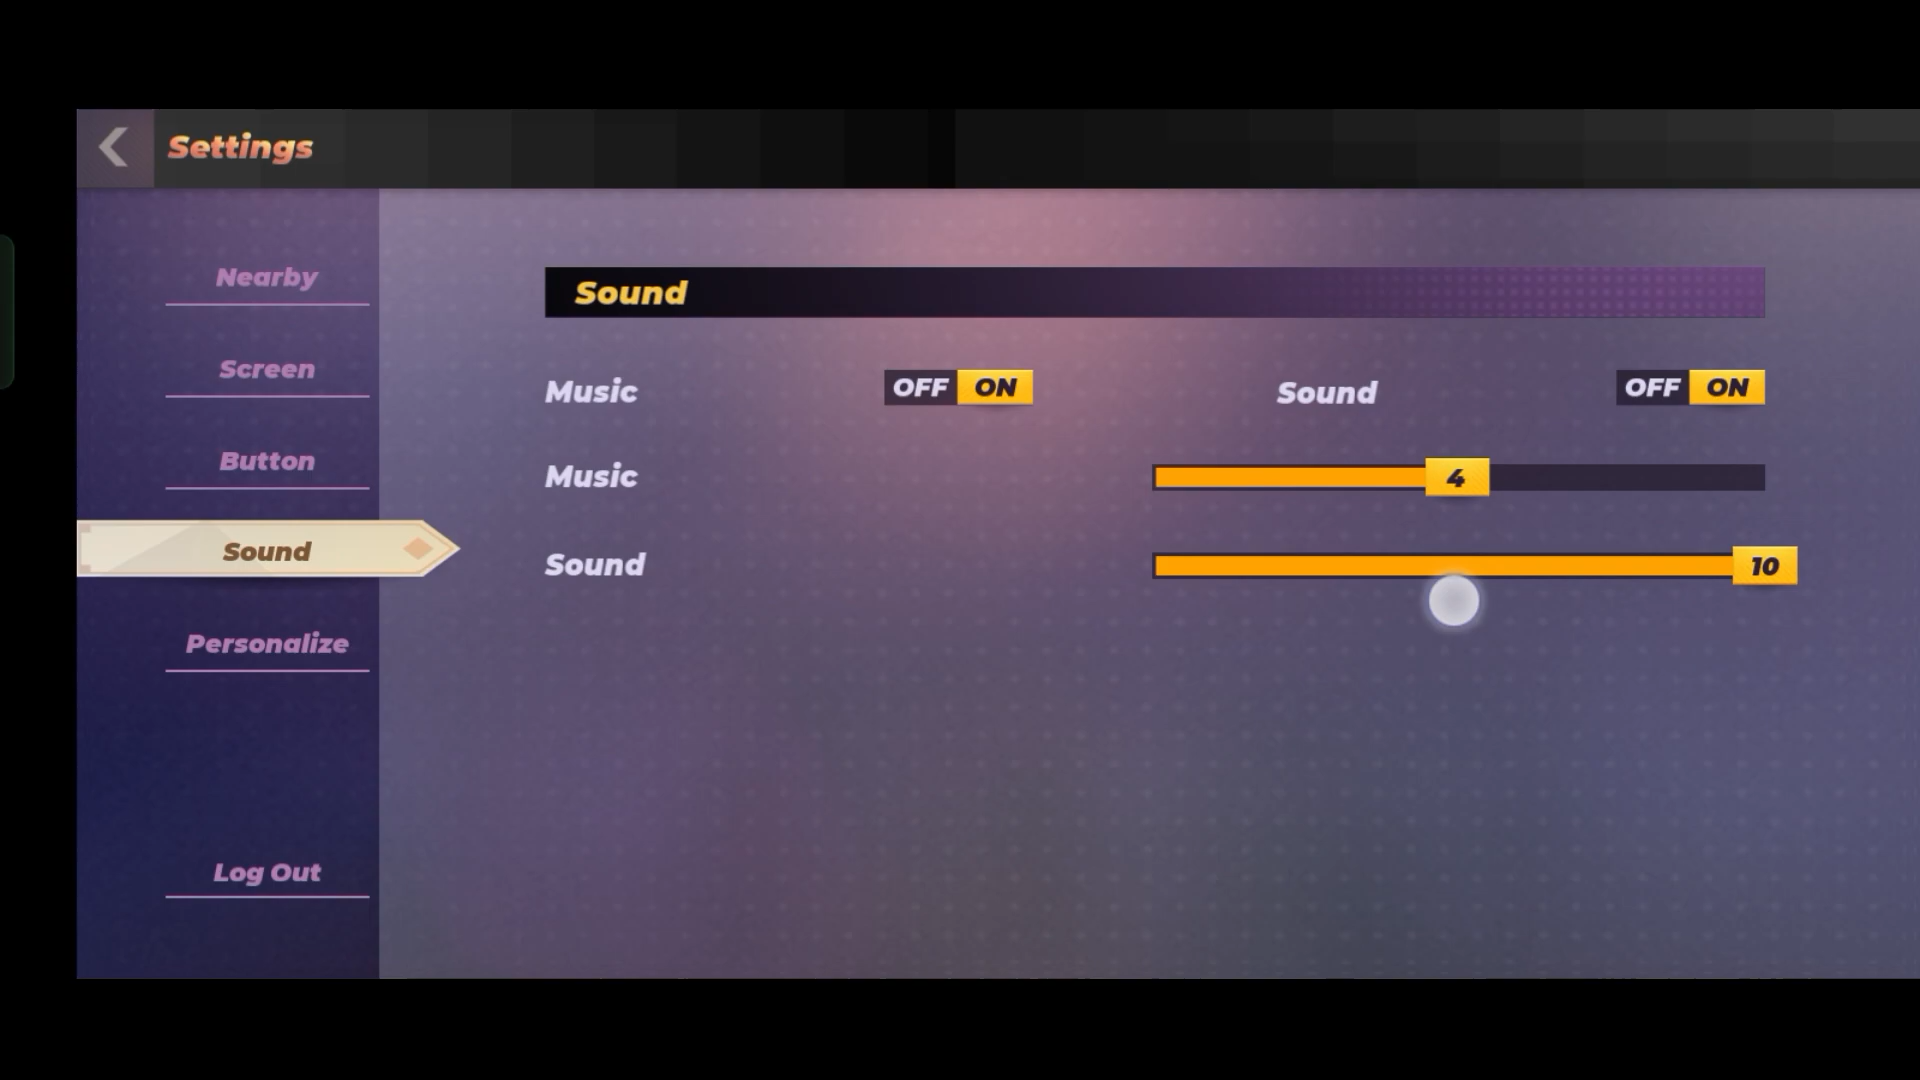 Settings
Nearby
Screen
Button
Sound
Personalize
Log Out
Sound
Music OFF ON Sound OFF ON
Music 4
Sound 10